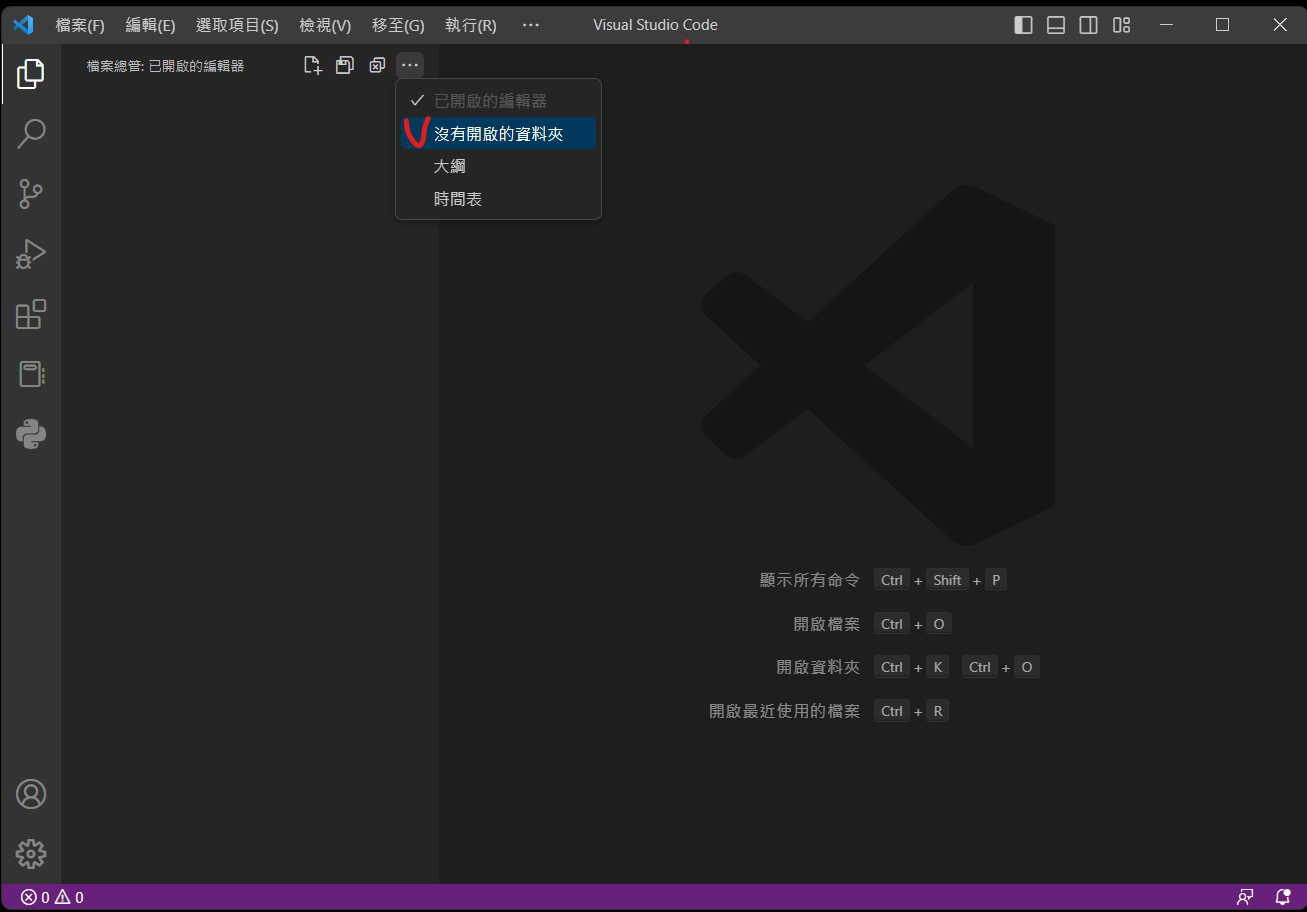 檔案(F) 編輯(E) 選取項目(S) 檢視(V) 移至(G) 執行(R) ··· Visual Studio Code
檔案總管: 已開啟的編輯器
已開啟的編輯器
沒有開啟的資料夾
大綱
時間表
顯示所有命令 Ctrl + Shift + P
開啟檔案 Ctrl + O
開啟資料夾 Ctrl + K Ctrl + O
開啟最近使用的檔案 Ctrl + R
0 0